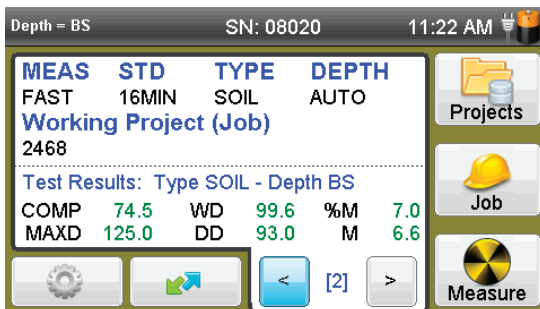 Depth = BS SN: 08020 11:22 AM
MEAS STD TYPE DEPTH
FAST 16MIN SOIL AUTO
Working Project (Job)
2468
Test Results: Type SOIL - Depth BS
COMP 74.5 WD 99.6 %M 7.0
MAXD 125.0 DD 93.0 M 6.6
< [2] >
Projects
Job
Measure